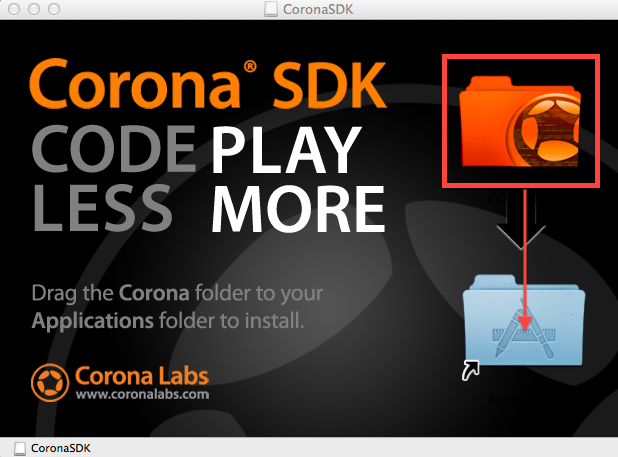 CoronaSDK
Corona® SDK
CODE PLAY
LESS MORE
Drag the Corona folder to your
Applications folder to install.
Corona Labs
www.coronalabs.com
CoronaSDK